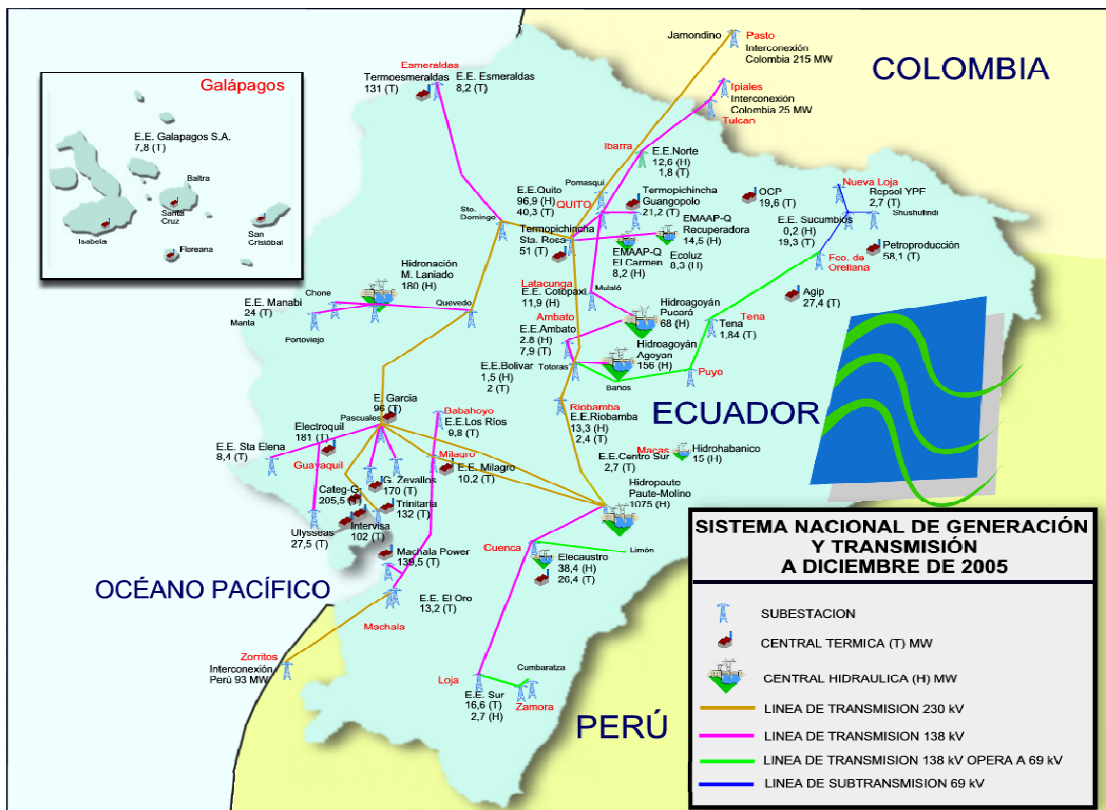 Galápagos
E.E. Galapagos S.A.
7,8 (T)
Baltra
Santa
Cruz
Isabela
San
Cristóbal
Floreana
COLOMBIA
Jamondino
Pasto
Interconexión
Colombia 215 MW
Ipiales
Interconexión
Colombia 25 MW
Tulcan
Esmeraldas
Termoesmeraldas
131 (T)
E.E. Esmeraldas
8,2 (T)
Ibarra
E.E.Norte
12,6 (H)
1,8 (T)
Pomasqui
E.E.Quito
96,9 (H)
40,3 (T)
QUITO
Termopichincha
Guangopolo
21,2 (T)
OCP
19,6 (T)
Nueva Loja
Repsol YPF
2,7 (T)
Shushufindi
E.E. Sucumbios
0,2 (H)
19,3 (T)
Fco. de
Orellana
Petroproducción
58,1 (T)
Agip
27,4 (T)
Sto.
Domingo
Termopichincha
Sta. Rosa
51 (T)
EMAAP-Q
Recuperadora
14,5 (H)
EMAAP-Q
El Carmen
8,2 (H)
Ecoluz
8,3 (H)
Hidronación
M. Laniado
180 (H)
Chone
E.E. Manabí
24 (T)
Manta
Portoviejo
Quevedo
Latacunga
E.E. Cotopaxi
11,9 (H)
Mulaló
Ambato
E.E.Ambato
2.8 (H)
7,9 (T)
Hidroagoyán
Pucará
68 (H)
Hidroagoyán
Agoyan
156 (H)
Tena
Tena
1,84 (T)
Totoras
E.E.Bolivar
1,5 (H)
2 (T)
Baños
Puyo
Riobamba
E.E.Riobamba
13,3 (H)
2,4 (T)
ECUADOR
E. García
96 (T)
Pascuales
Babahoyo
E.E.Los Ríos
9,8 (T)
Electroquil
181 (T)
E.E. Sta Elena
8,4 (T)
Guayaquil
Milagro
E.E. Milagro
10,2 (T)
Macas
E.E.Centro Sur
2,7 (T)
Hidrohabanico
15 (H)
G. Zevallos
170 (T)
Categ-G
205,5 (T)
Trinitaria
132 (T)
Intervisa
102 (T)
Ulysseas
27,5 (T)
Hidropaute
Paute-Molino
1075 (H)
Machala Power
139,5 (T)
Cuenca
Limón
Elecaustro
38,4 (H)
26,4 (T)
OCÉANO PACÍFICO
E.E. El Oro
13,2 (T)
Machala
Zorritos
Interconexión
Perú 93 MW
Loja
E.E. Sur
16,6 (T)
2,7 (H)
Cumbaratza
Zamora
PERÚ
SISTEMA NACIONAL DE GENERACIÓN
Y TRANSMISIÓN
A DICIEMBRE DE 2005
SUBESTACION
CENTRAL TERMICA (T) MW
CENTRAL HIDRAULICA (H) MW
LINEA DE TRANSMISION 230 kV
LINEA DE TRANSMISION 138 kV
LINEA DE TRANSMISION 138 kV OPERA A 69 kV
LINEA DE SUBTRANSMISION 69 kV